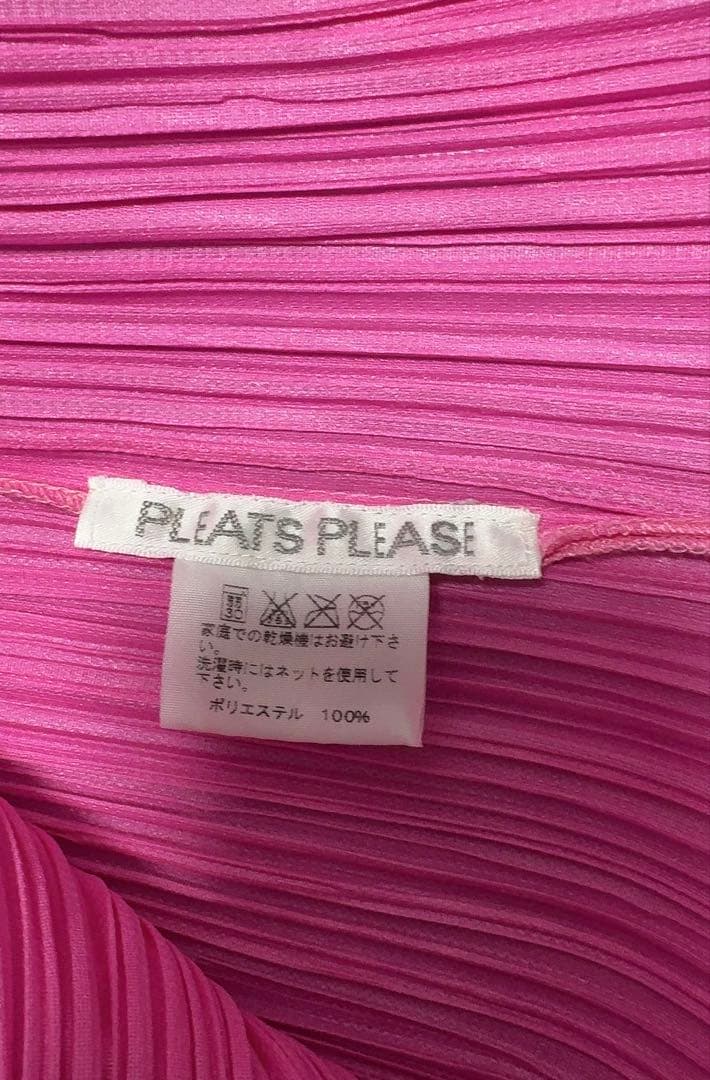 PLEATS PLEASE
家庭での乾燥機はお避け下さ
い。
洗濯時にはネットを使用して
下さい。
ポリエステル 100%